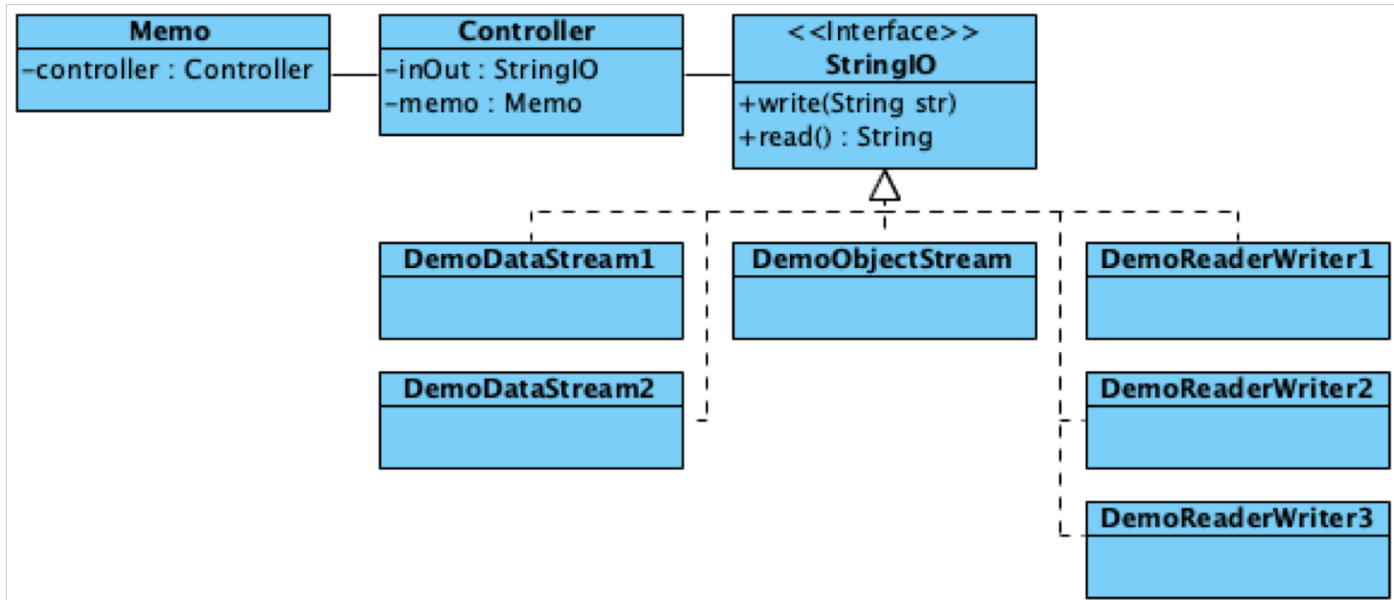 Memo
-controller : Controller
Controller
-inOut : StringIO
-memo : Memo
<<Interface>>
StringIO
+write(String str)
+read() : String
DemoDataStream1
DemoObjectStream
DemoReaderWriter1
DemoDataStream2
DemoReaderWriter2
DemoReaderWriter3